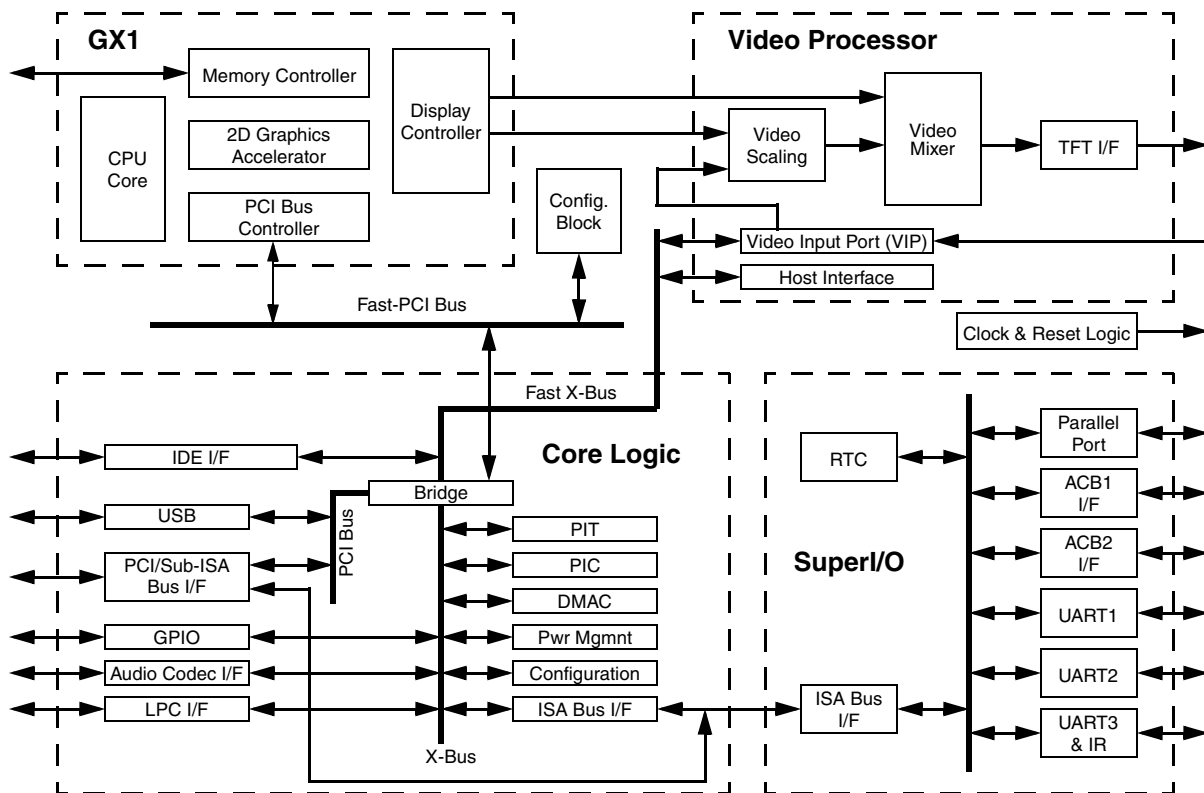 GX1
Memory Controller
CPU
Core
2D Graphics
Accelerator
PCI Bus
Controller
Display
Controller
Config.
Block
Fast-PCI Bus
Video Processor
Video
Scaling
Video
Mixer
TFT I/F
Video Input Port (VIP)
Host Interface
Clock & Reset Logic
Fast X-Bus
Core Logic
IDE I/F
Bridge
USB
PCI Bus
PCI/Sub-ISA
Bus I/F
GPIO
Audio Codec I/F
LPC I/F
PIT
PIC
DMAC
Pwr Mgmnt
Configuration
ISA Bus I/F
X-Bus
SuperI/O
RTC
ISA Bus
I/F
Parallel
Port
ACB1
I/F
ACB2
I/F
UART1
UART2
UART3
& IR